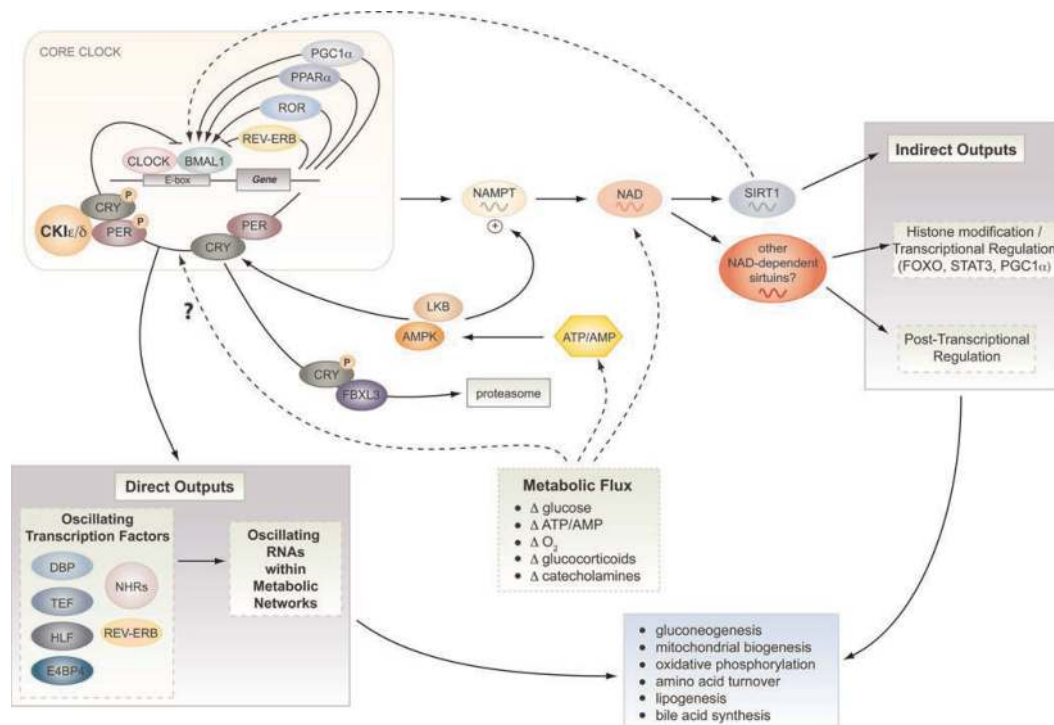 CORE CLOCK
PGC1α
PPARα
ROR
REV-ERB
CLOCK
BMAL1
E-box
Gene
P
CRY
P
CKIε/δ
PER
PER
CRY
NAMPT
+
NAD
SIRT1
other
NAD-dependent
sirtuins?
Indirect Outputs
Histone modification /
Transcriptional Regulation
(FOXO, STAT3, PGC1α)
Post-Transcriptional
Regulation
?
LKB
AMPK
ATP/AMP
P
CRY
FBXL3
proteasome
Direct Outputs
Oscillating
Transcription Factors
DBP
TEF
HLF
E4BP4
NHRs
REV-ERB
Oscillating
RNAs
within
Metabolic
Networks
Metabolic Flux
• Δ glucose
• Δ ATP/AMP
• Δ O₂
• Δ glucocorticoids
• Δ catecholamines
• gluconeogenesis
• mitochondrial biogenesis
• oxidative phosphorylation
• amino acid turnover
• lipogenesis
• bile acid synthesis